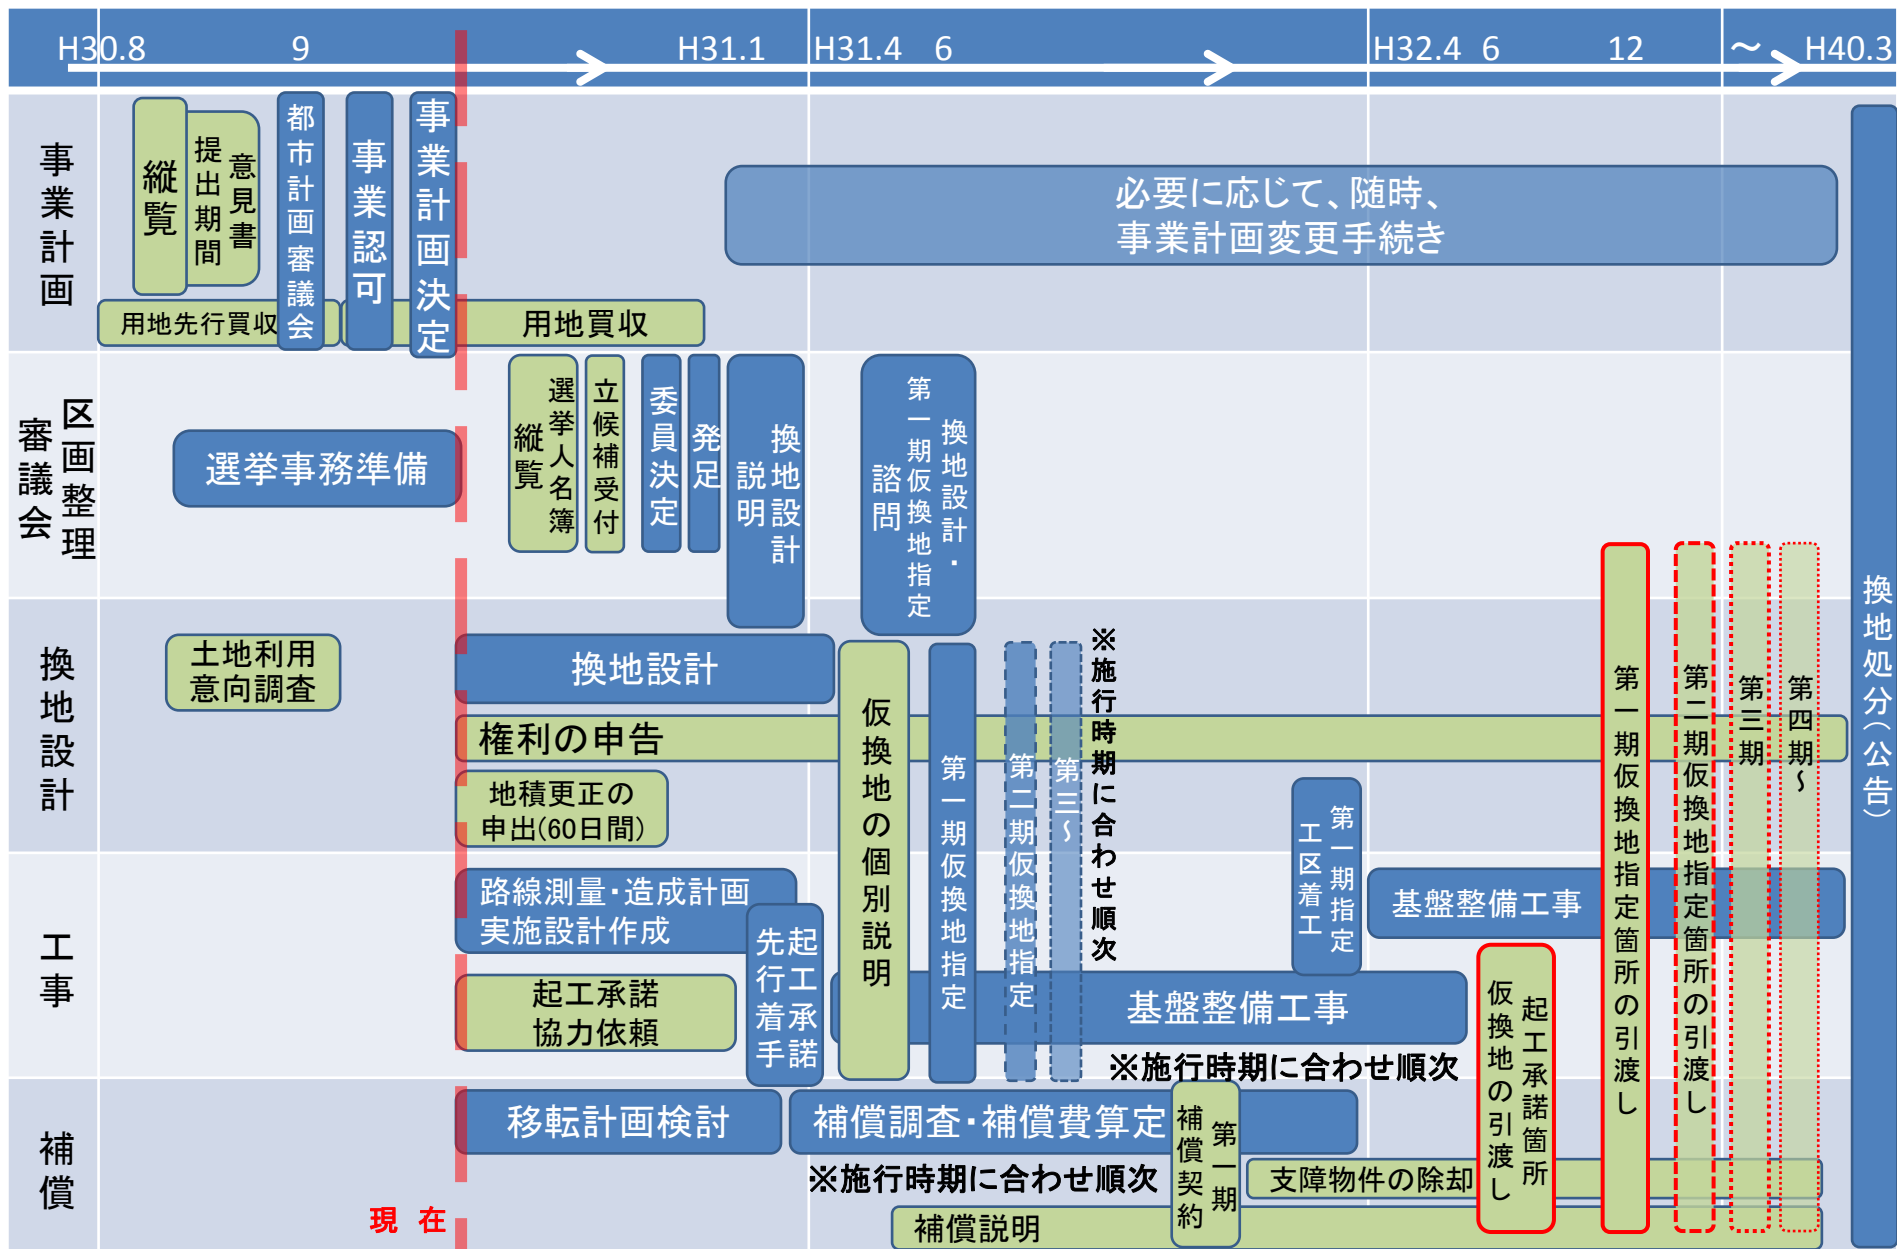 H30.8 9 H31.1 H31.4 6 H32.4 6 12 ～ H40.3
事業計画
縦覧
意見書
提出期間
都市計画審議会
事業認可
事業計画決定
必要に応じて、随時、
事業計画変更手続き
用地先行買収
用地買収
区画整理
審議会
選挙事務準備
選挙人名簿
縦覧
立候補受付
委員決定
発足
換地設計
説明
換地設計・
第一期仮換地指定
諮問
換地設計
土地利用
意向調査
換地設計
権利の申告
地積更正の
申出(60日間)
仮換地の個別説明
第一期仮換地指定
第二期仮換地指定
第三～
※施行時期に合わせ順次
第一期指定
工区着工
工事
路線測量・造成計画
実施設計作成
起工承諾
先行着手
起工承諾
協力依頼
基盤整備工事
基盤整備工事
※施行時期に合わせ順次
起工承諾箇所
仮換地の引渡し
第一期仮換地指定箇所の引渡し
第二期仮換地指定箇所の引渡し
第三期
第四期～
換地処分（公告）
補償
移転計画検討
補償調査・補償費算定
※施行時期に合わせ順次
第一期
補償契約
支障物件の除却
補償説明
現 在